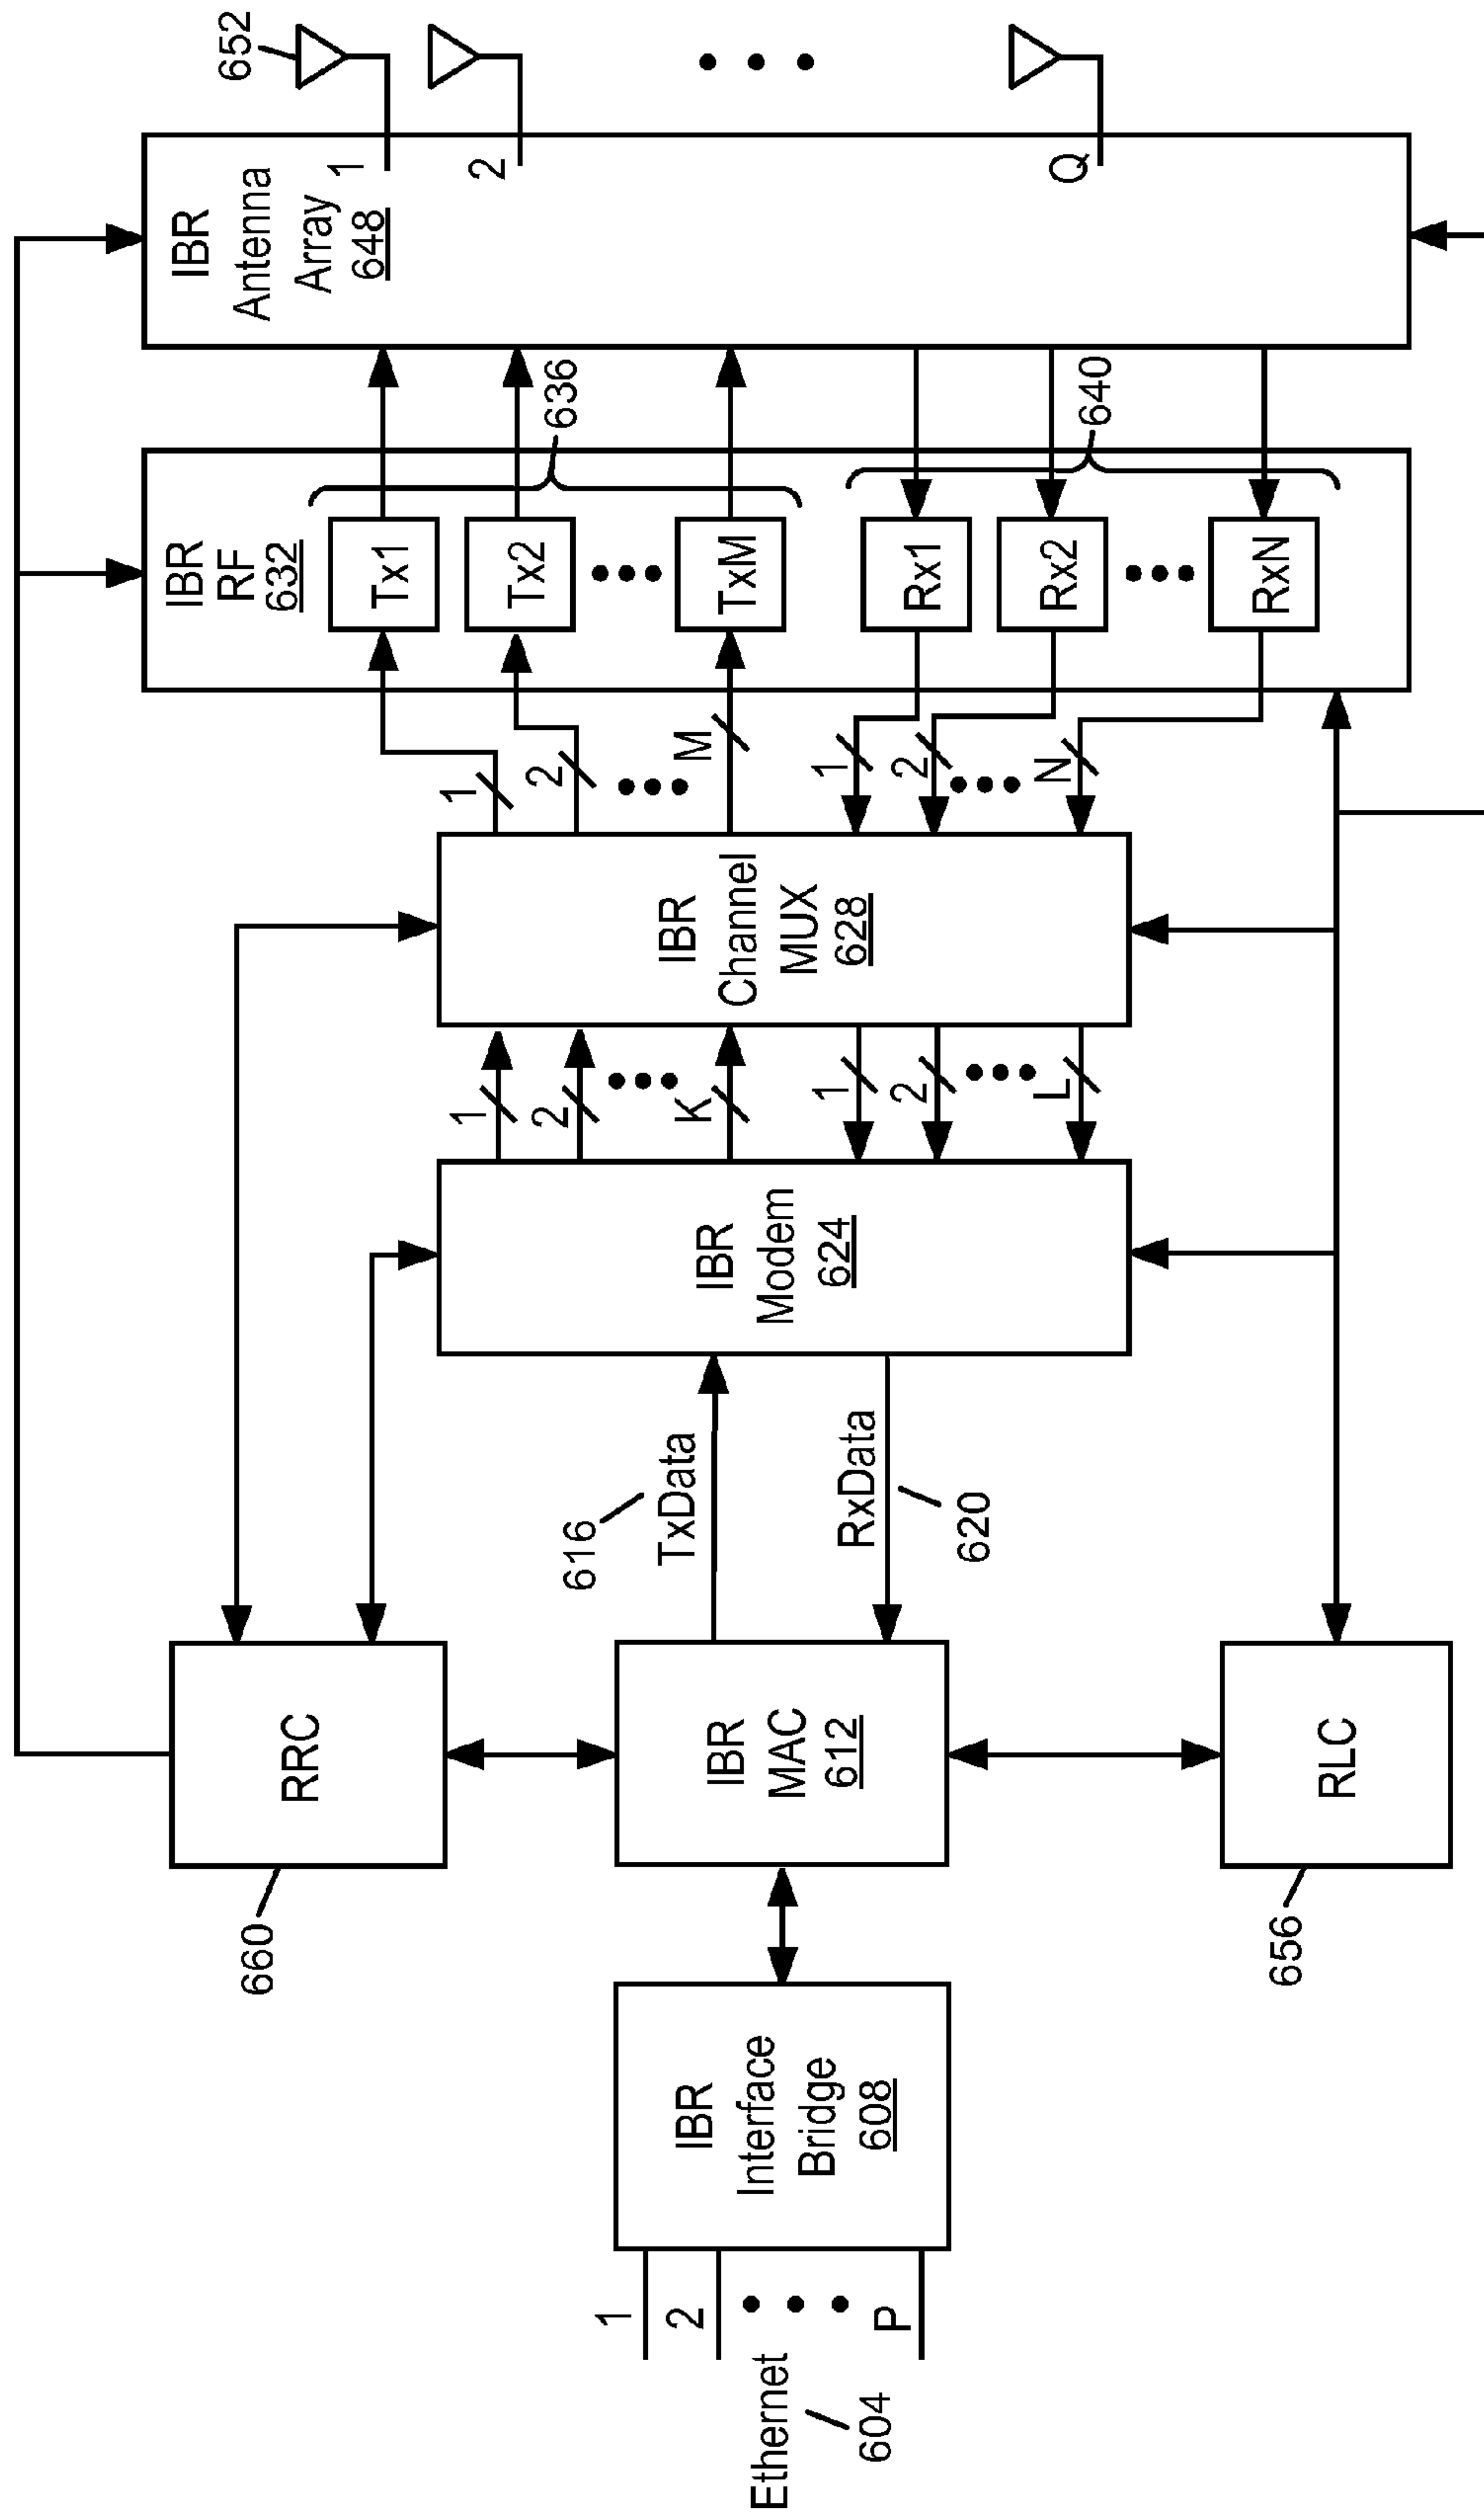 Ethernet
604
1
2
P
IBR
Interface
Bridge
608
660
RRC
IBR
MAC
612
656
RLC
616
TxData
RxData
620
IBR
Modem
624
1
2
K
1
2
L
IBR
Channel
MUX
628
1
2
M
1
2
N
IBR
RF
632
Tx1
Tx2
TxM
Rx1
Rx2
RxN
636
640
IBR
Antenna
Array
648
1
2
Q
652